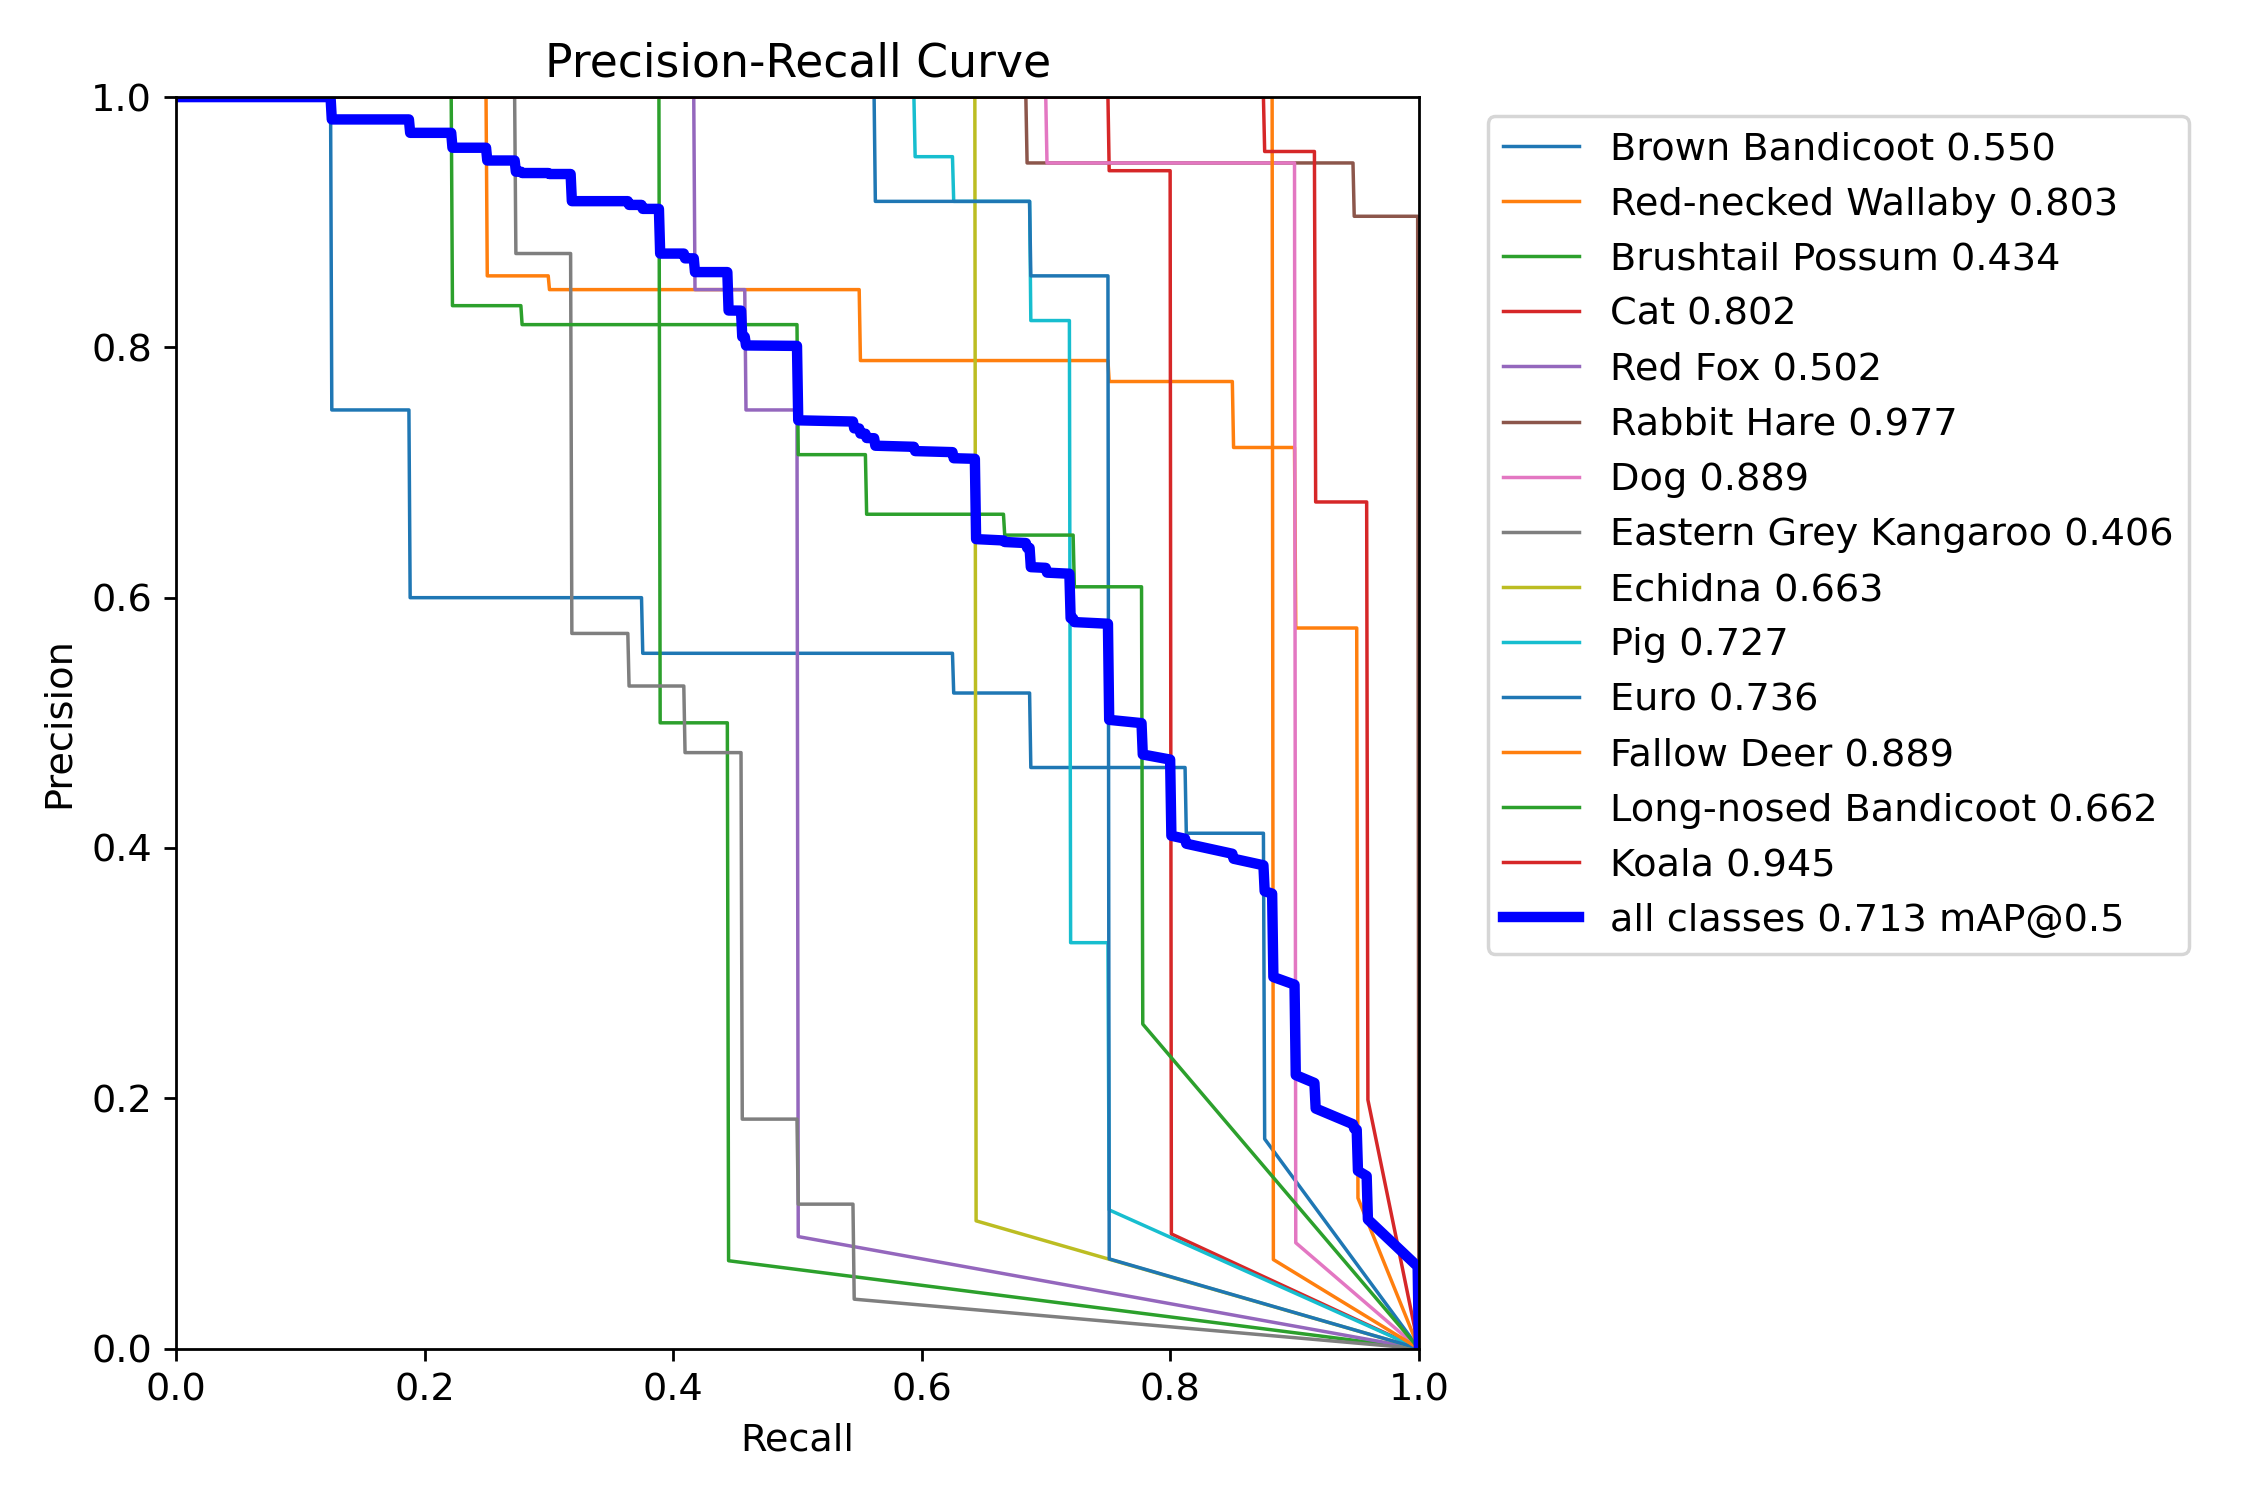 Precision-Recall Curve
1.0
0.8
0.6
0.4
0.2
0.0
Precision
0.0 0.2 0.4 0.6 0.8 1.0
Recall
Brown Bandicoot 0.550
Red-necked Wallaby 0.803
Brushtail Possum 0.434
Cat 0.802
Red Fox 0.502
Rabbit Hare 0.977
Dog 0.889
Eastern Grey Kangaroo 0.406
Echidna 0.663
Pig 0.727
Euro 0.736
Fallow Deer 0.889
Long-nosed Bandicoot 0.662
Koala 0.945
all classes 0.713 mAP@0.5